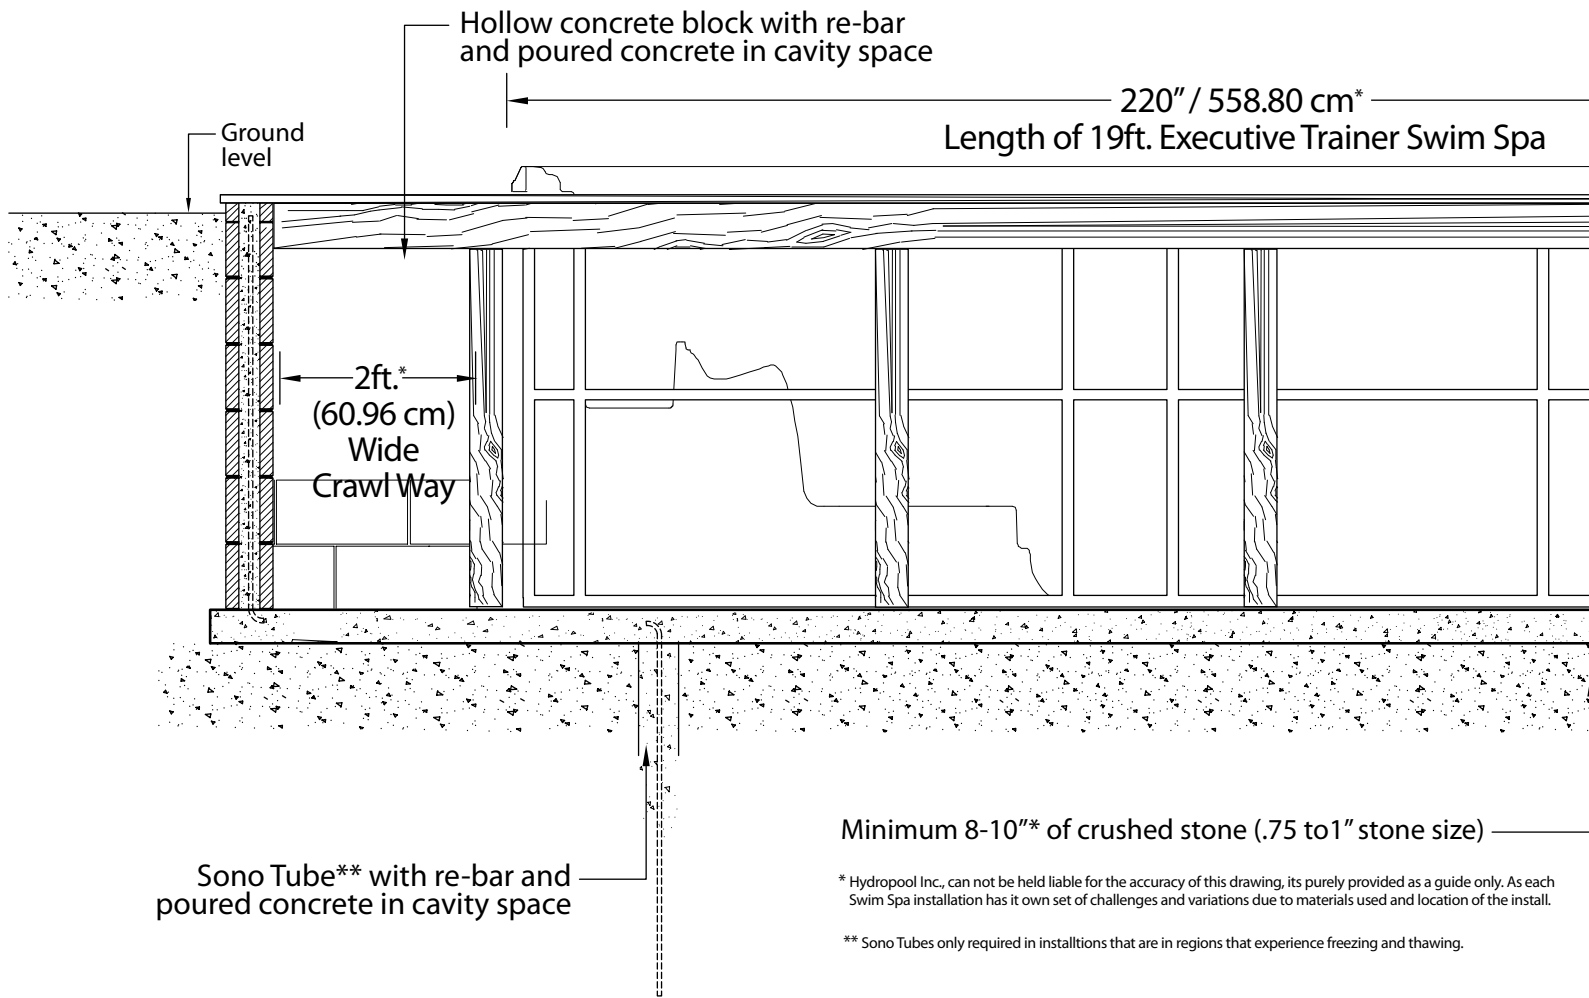 Hollow concrete block with re-bar
and poured concrete in cavity space
220” / 558.80 cm*
Length of 19ft. Executive Trainer Swim Spa
Ground
level
2ft.*
(60.96 cm)
Wide
Crawl Way
Minimum 8-10”* of crushed stone (.75 to1” stone size)
Sono Tube** with re-bar and
poured concrete in cavity space
* Hydropool Inc., can not be held liable for the accuracy of this drawing, its purely provided as a guide only. As each
Swim Spa installation has it own set of challenges and variations due to materials used and location of the install.
** Sono Tubes only required in installtions that are in regions that experience freezing and thawing.